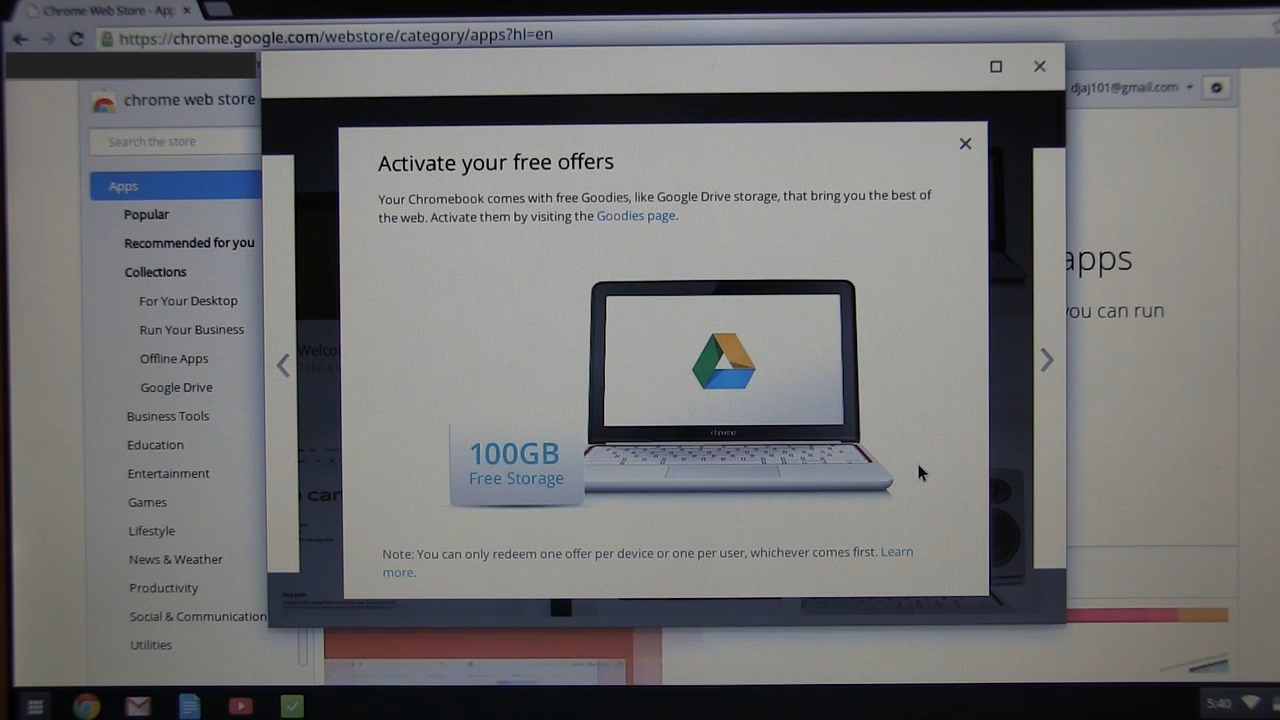 Chrome Web Store - App
https://chrome.google.com/webstore/category/apps?hl=en
chrome web store
djaj101@gmail.com
Search the store
Apps
Popular
Recommended for you
Collections
For Your Desktop
Run Your Business
Offline Apps
Google Drive
Business Tools
Education
Entertainment
Games
Lifestyle
News & Weather
Productivity
Social & Communication
Utilities
Activate your free offers
Your Chromebook comes with free Goodies, like Google Drive storage, that bring you the best of
the web. Activate them by visiting the Goodies page.
chrome
100GB
Free Storage
Note: You can only redeem one offer per device or one per user, whichever comes first. Learn
more.
apps
you can run
Welco
Take a
can
5:40